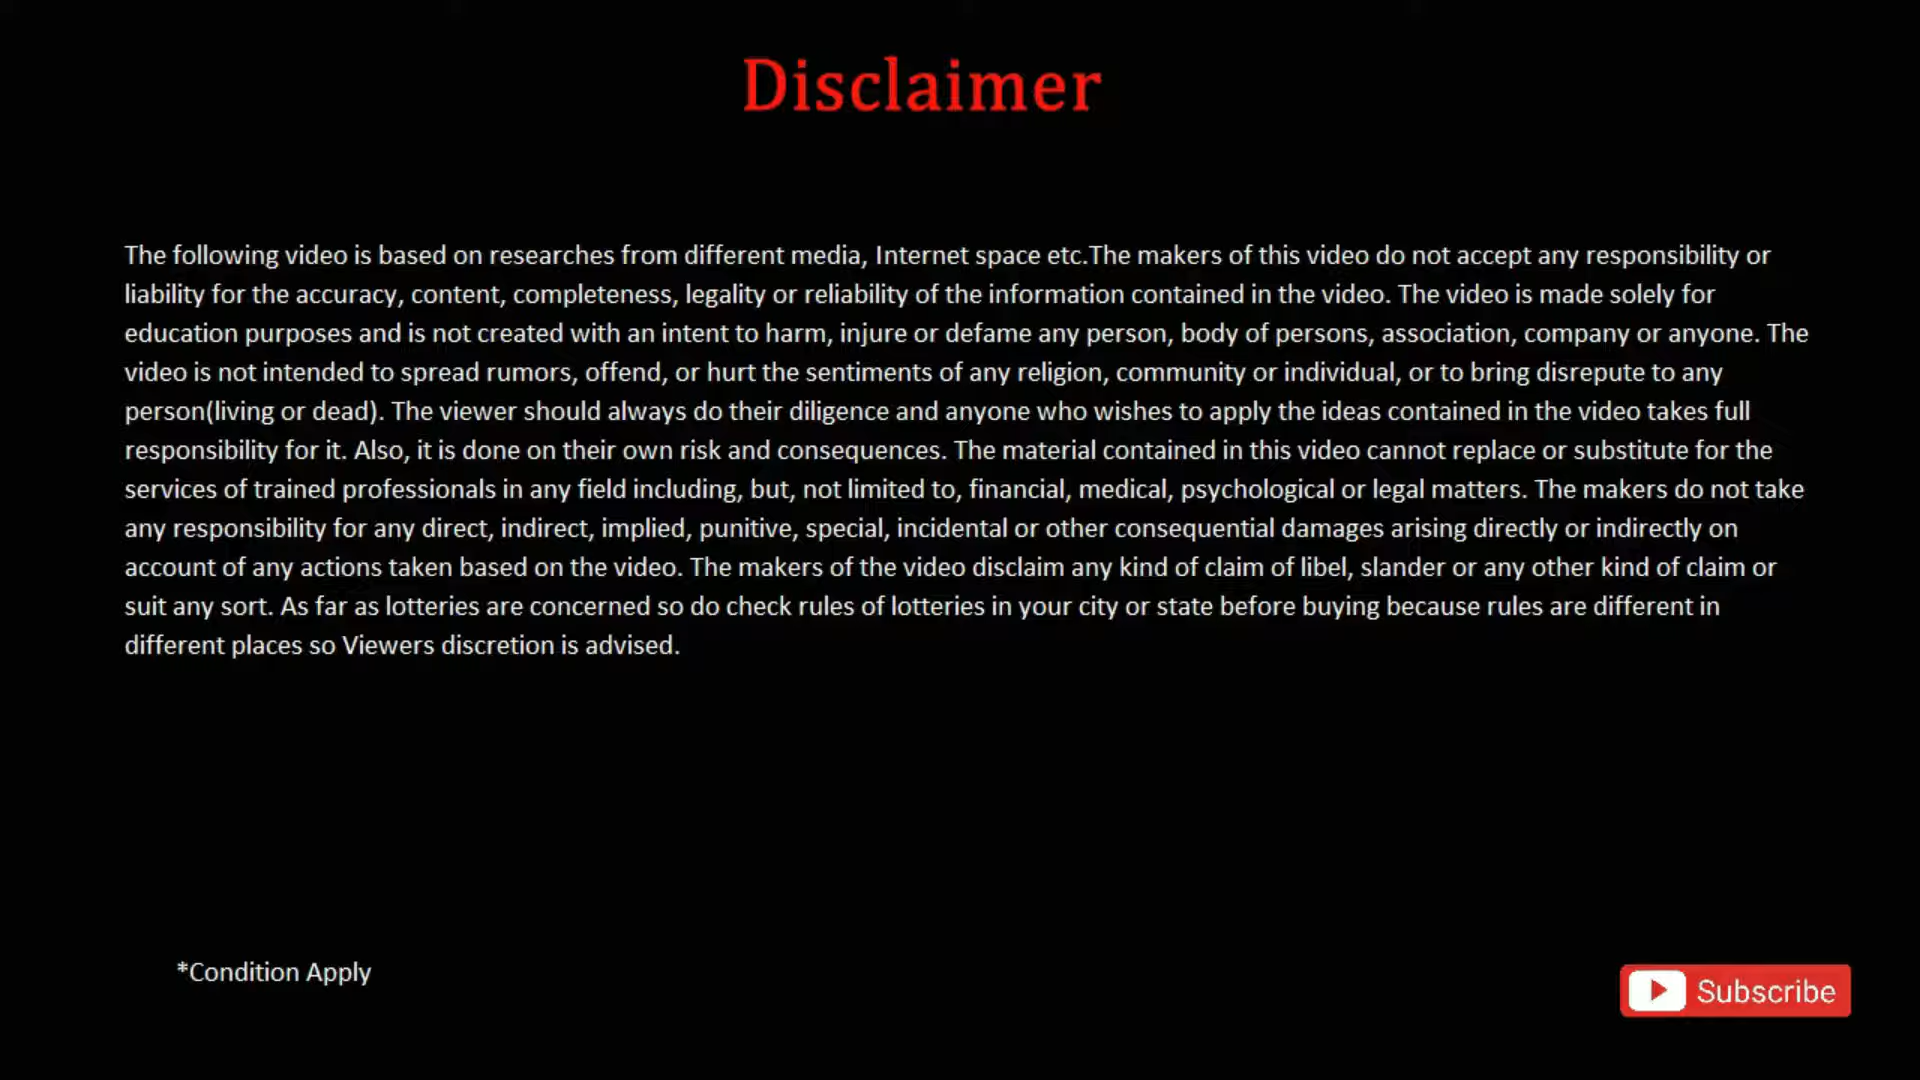 Disclaimer
The following video is based on researches from different media, Internet space etc.The makers of this video do not accept any responsibility or
liability for the accuracy, content, completeness, legality or reliability of the information contained in the video. The video is made solely for
education purposes and is not created with an intent to harm, injure or defame any person, body of persons, association, company or anyone. The
video is not intended to spread rumors, offend, or hurt the sentiments of any religion, community or individual, or to bring disrepute to any
person(living or dead). The viewer should always do their diligence and anyone who wishes to apply the ideas contained in the video takes full
responsibility for it. Also, it is done on their own risk and consequences. The material contained in this video cannot replace or substitute for the
services of trained professionals in any field including, but, not limited to, financial, medical, psychological or legal matters. The makers do not take
any responsibility for any direct, indirect, implied, punitive, special, incidental or other consequential damages arising directly or indirectly on
account of any actions taken based on the video. The makers of the video disclaim any kind of claim of libel, slander or any other kind of claim or
suit any sort. As far as lotteries are concerned so do check rules of lotteries in your city or state before buying because rules are different in
different places so Viewers discretion is advised.
*Condition Apply
Subscribe